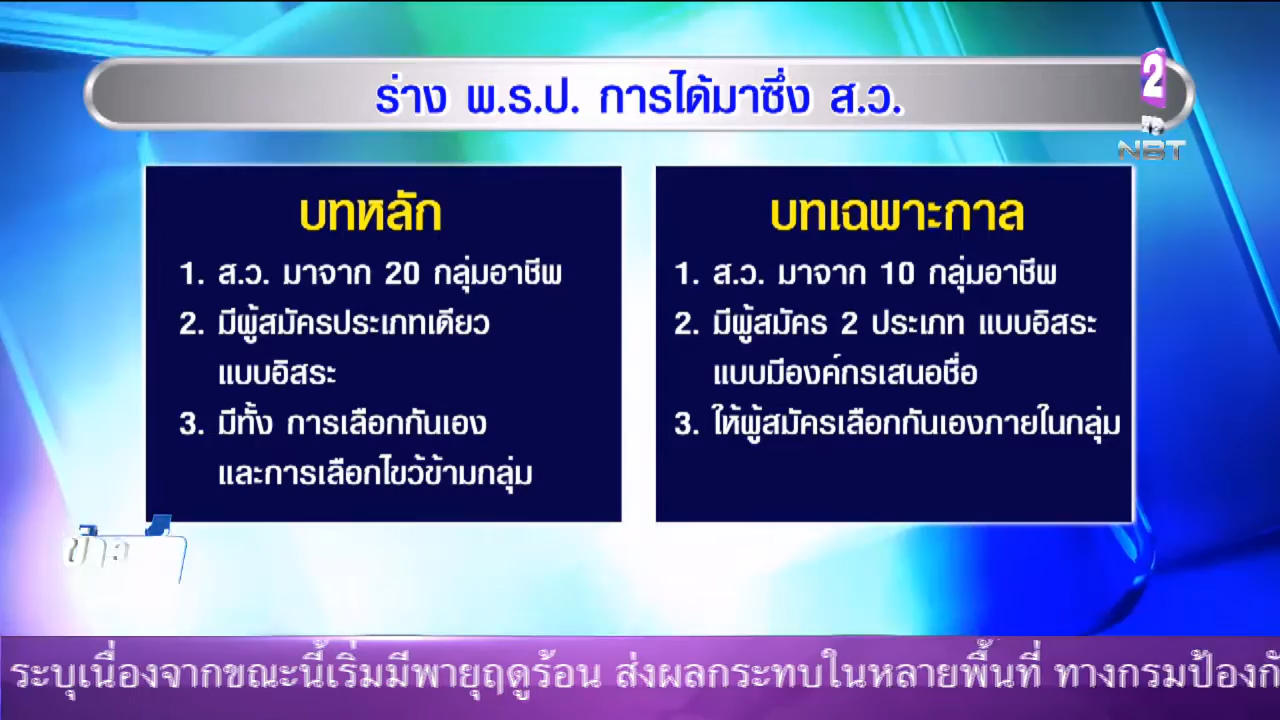 ร่าง พ.ร.ป. การได้มาซึ่ง ส.ว.
2
NBT
บทหลัก
1. ส.ว. มาจาก 20 กลุ่มอาชีพ
2. มีผู้สมัครประเภทเดียว
แบบอิสระ
3. มีทั้ง การเลือกกันเอง
และการเลือกไขว้ข้ามกลุ่ม
บทเฉพาะกาล
1. ส.ว. มาจาก 10 กลุ่มอาชีพ
2. มีผู้สมัคร 2 ประเภท แบบอิสระ
แบบมีองค์กรเสนอชื่อ
3. ให้ผู้สมัครเลือกกันเองภายในกลุ่ม
ข่าว
ระบุเนื่องจากขณะนี้เริ่มมีพายุฤดูร้อน ส่งผลกระทบในหลายพื้นที่ ทางกรมป้องกั